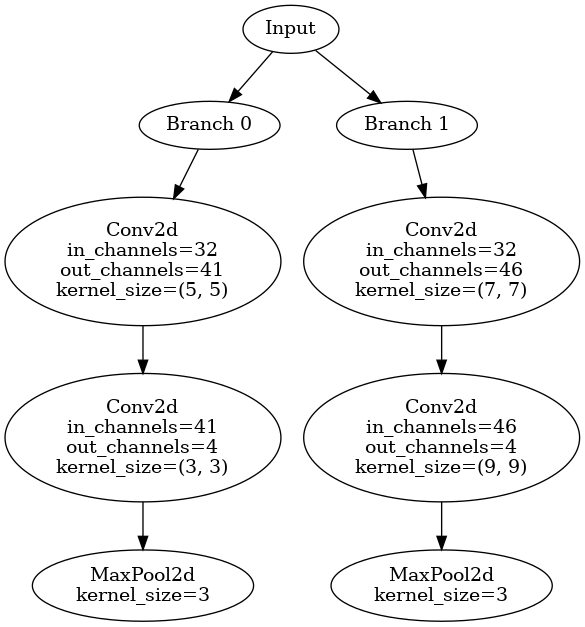 Input
Branch 0
Branch 1
Conv2d
in_channels=32
out_channels=41
kernel_size=(5, 5)
Conv2d
in_channels=32
out_channels=46
kernel_size=(7, 7)
Conv2d
in_channels=41
out_channels=4
kernel_size=(3, 3)
Conv2d
in_channels=46
out_channels=4
kernel_size=(9, 9)
MaxPool2d
kernel_size=3
MaxPool2d
kernel_size=3